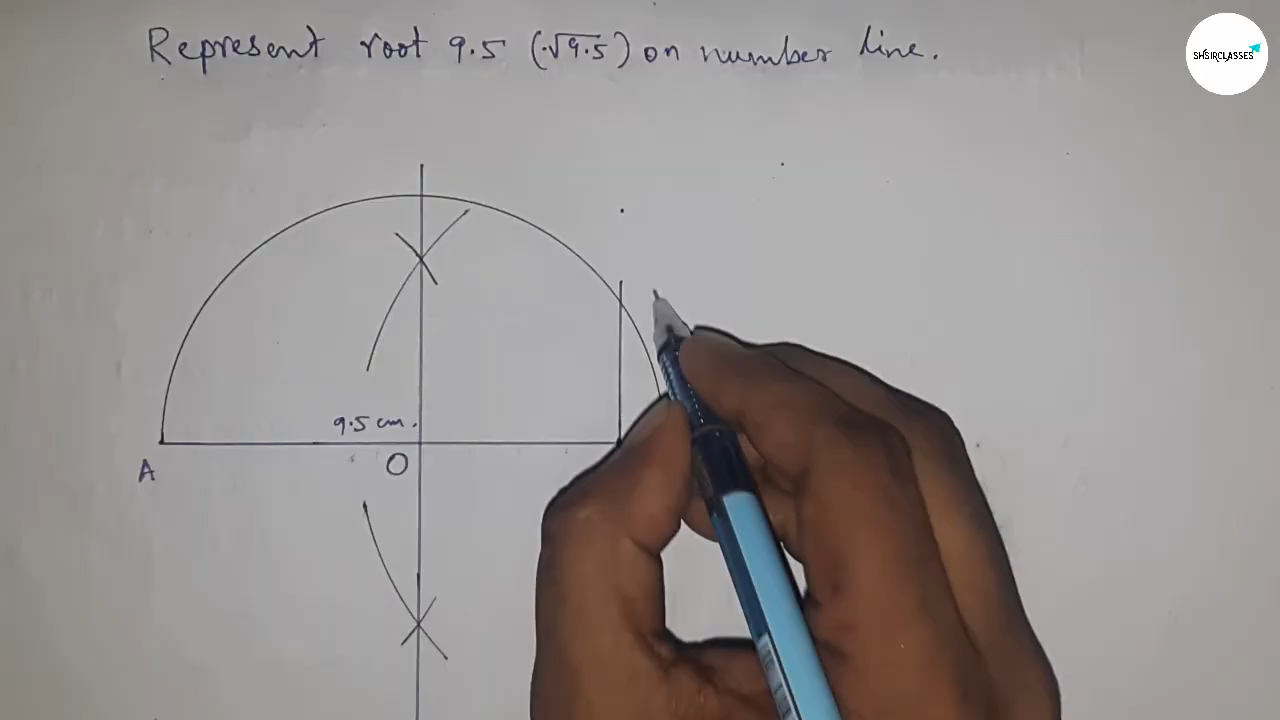 Represent root 9.5 (√9.5) on number line.
SHSIRCLASSES
9.5 cm.
A
O